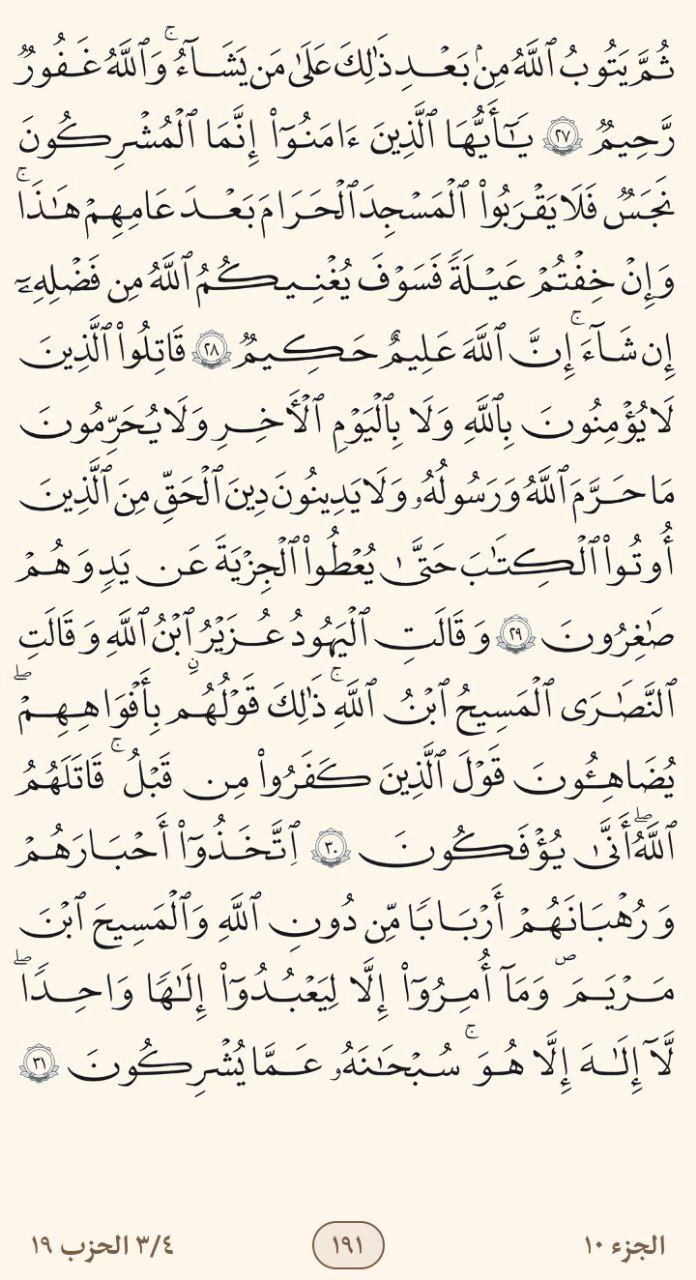 ثُمَّ يَتُوبُ ٱللَّهُ مِنۢ بَعۡدِ ذَٰلِكَ عَلَىٰ مَن يَشَآءُۗ وَٱللَّهُ غَفُورٞ
رَّحِيمٞ ٢٧ يَٰٓأَيُّهَا ٱلَّذِينَ ءَامَنُوٓاْ إِنَّمَا ٱلۡمُشۡرِكُونَ
نَجَسٞ فَلَا يَقۡرَبُواْ ٱلۡمَسۡجِدَ ٱلۡحَرَامَ بَعۡدَ عَامِهِمۡ هَٰذَاۚ
وَإِنۡ خِفۡتُمۡ عَيۡلَةٗ فَسَوۡفَ يُغۡنِيكُمُ ٱللَّهُ مِن فَضۡلِهِۦٓ
إِن شَآءَۚ إِنَّ ٱللَّهَ عَلِيمٌ حَكِيمٞ ٢٨ قَٰتِلُواْ ٱلَّذِينَ
لَا يُؤۡمِنُونَ بِٱللَّهِ وَلَا بِٱلۡيَوۡمِ ٱلۡأٓخِرِ وَلَا يُحَرِّمُونَ
مَا حَرَّمَ ٱللَّهُ وَرَسُولُهُۥ وَلَا يَدِينُونَ دِينَ ٱلۡحَقِّ مِنَ ٱلَّذِينَ
أُوتُواْ ٱلۡكِتَٰبَ حَتَّىٰ يُعۡطُواْ ٱلۡجِزۡيَةَ عَن يَدٖ وَهُمۡ
صَٰغِرُونَ ٢٩ وَقَالَتِ ٱلۡيَهُودُ عُزَيۡرٌ ٱبۡنُ ٱللَّهِ وَقَالَتِ
ٱلنَّصَٰرَى ٱلۡمَسِيحُ ٱبۡنُ ٱللَّهِۖ ذَٰلِكَ قَوۡلُهُم بِأَفۡوَٰهِهِمۡۖ
يُضَٰهِـُٔونَ قَوۡلَ ٱلَّذِينَ كَفَرُواْ مِن قَبۡلُۚ قَٰتَلَهُمُ
ٱللَّهُۖ أَنَّىٰ يُؤۡفَكُونَ ٣٠ ٱتَّخَذُوٓاْ أَحۡبَارَهُمۡ
وَرُهۡبَٰنَهُمۡ أَرۡبَابٗا مِّن دُونِ ٱللَّهِ وَٱلۡمَسِيحَ ٱبۡنَ
مَرۡيَمَ وَمَآ أُمِرُوٓاْ إِلَّا لِيَعۡبُدُوٓاْ إِلَٰهٗا وَٰحِدٗاۖ
لَّآ إِلَٰهَ إِلَّا هُوَۚ سُبۡحَٰنَهُۥ عَمَّا يُشۡرِكُونَ ٣١
الجزء ١٠ ١٩١ ٣/٤ الحزب ١٩